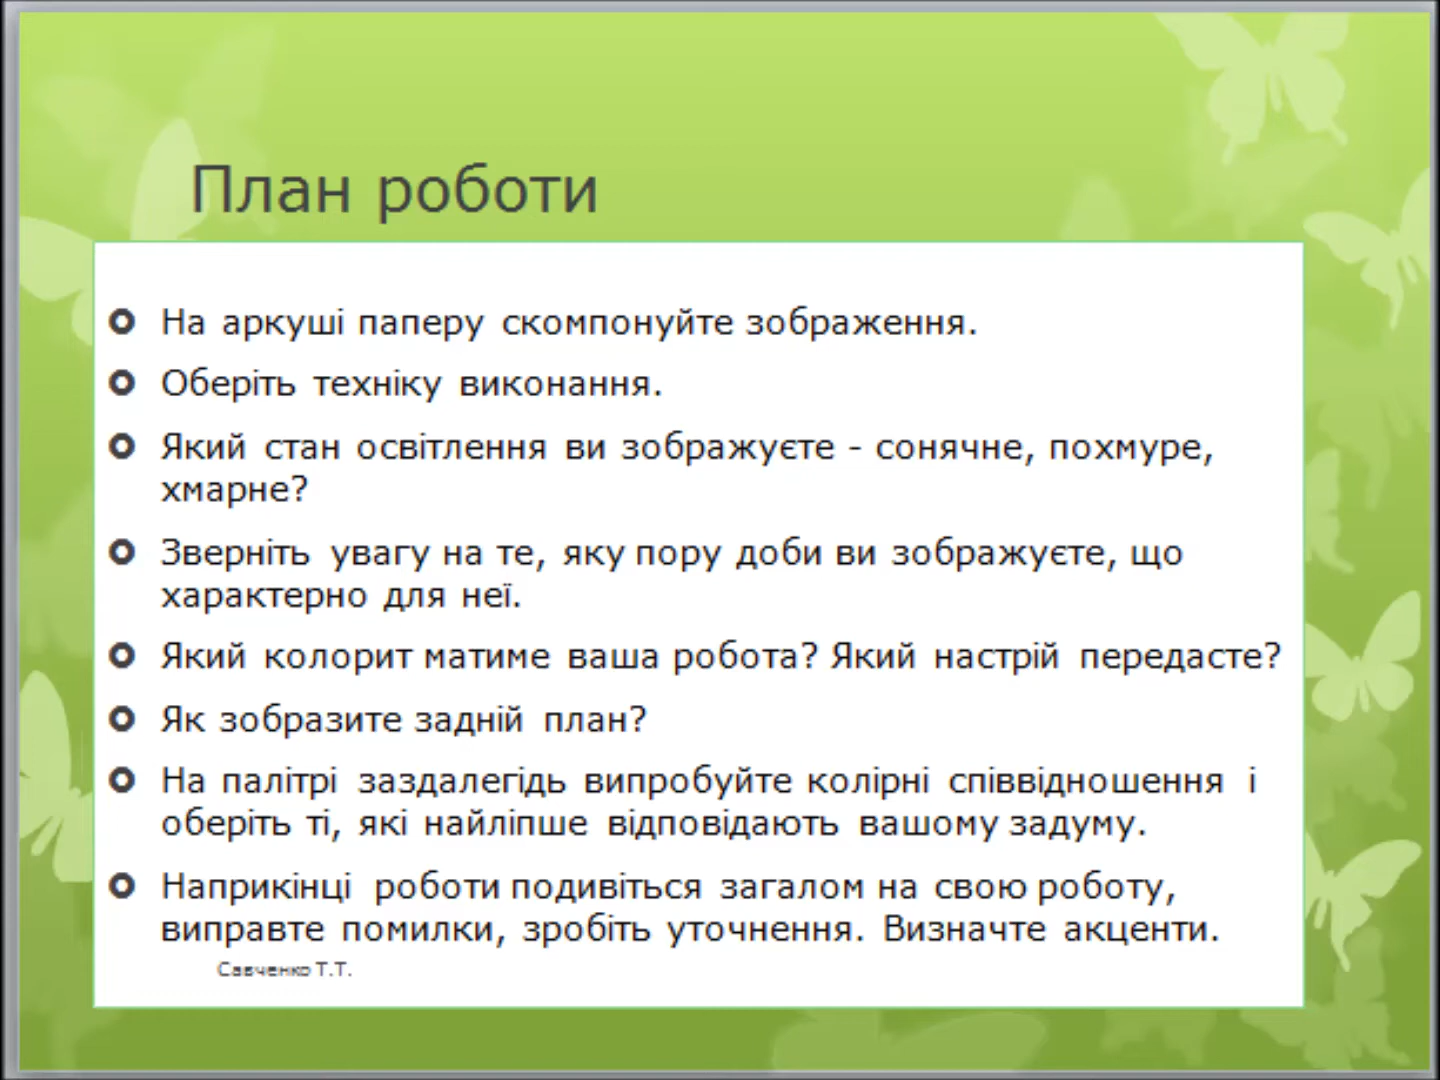 План роботи
На аркуші паперу скомпонуйте зображення.
Оберіть техніку виконання.
Який стан освітлення ви зображуєте - сонячне, похмуре,
хмарне?
Зверніть увагу на те, яку пору доби ви зображуєте, що
характерно для неї.
Який колорит матиме ваша робота? Який настрій передасте?
Як зобразите задній план?
На палітрі заздалегідь випробуйте колірні співвідношення і
оберіть ті, які найліпше відповідають вашому задуму.
Наприкінці роботи подивіться загалом на свою роботу,
виправте помилки, зробіть уточнення. Визначте акценти.
Савченко Т.Т.